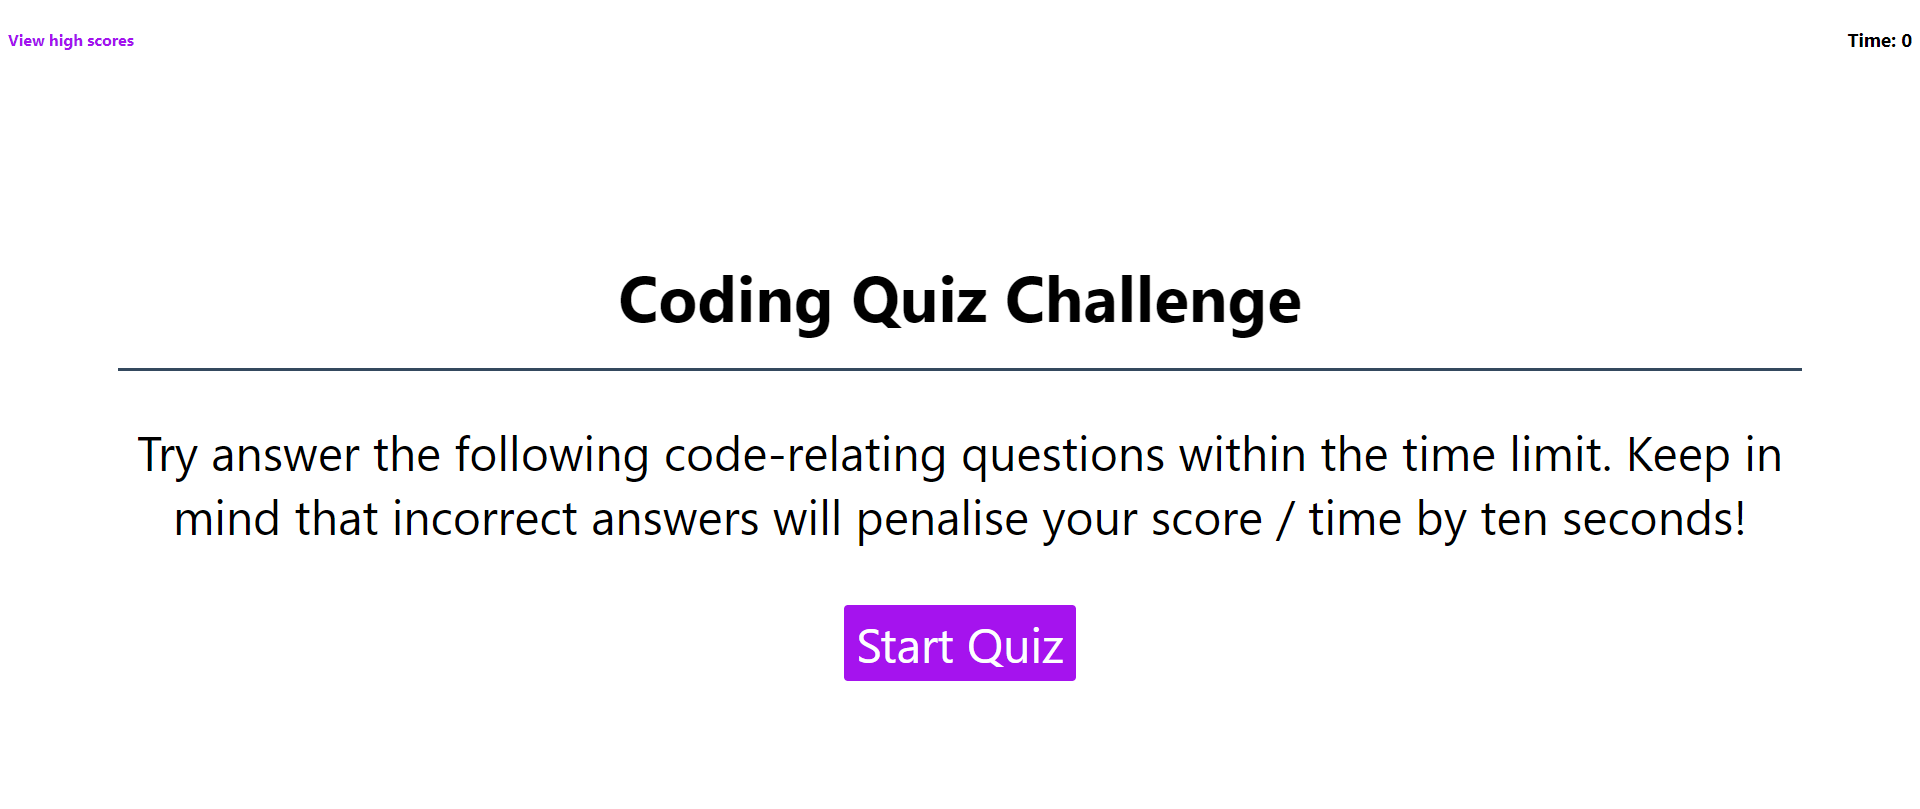 View high scores
Time: 0
Coding Quiz Challenge
Try answer the following code-relating questions within the time limit. Keep in
mind that incorrect answers will penalise your score / time by ten seconds!
Start Quiz